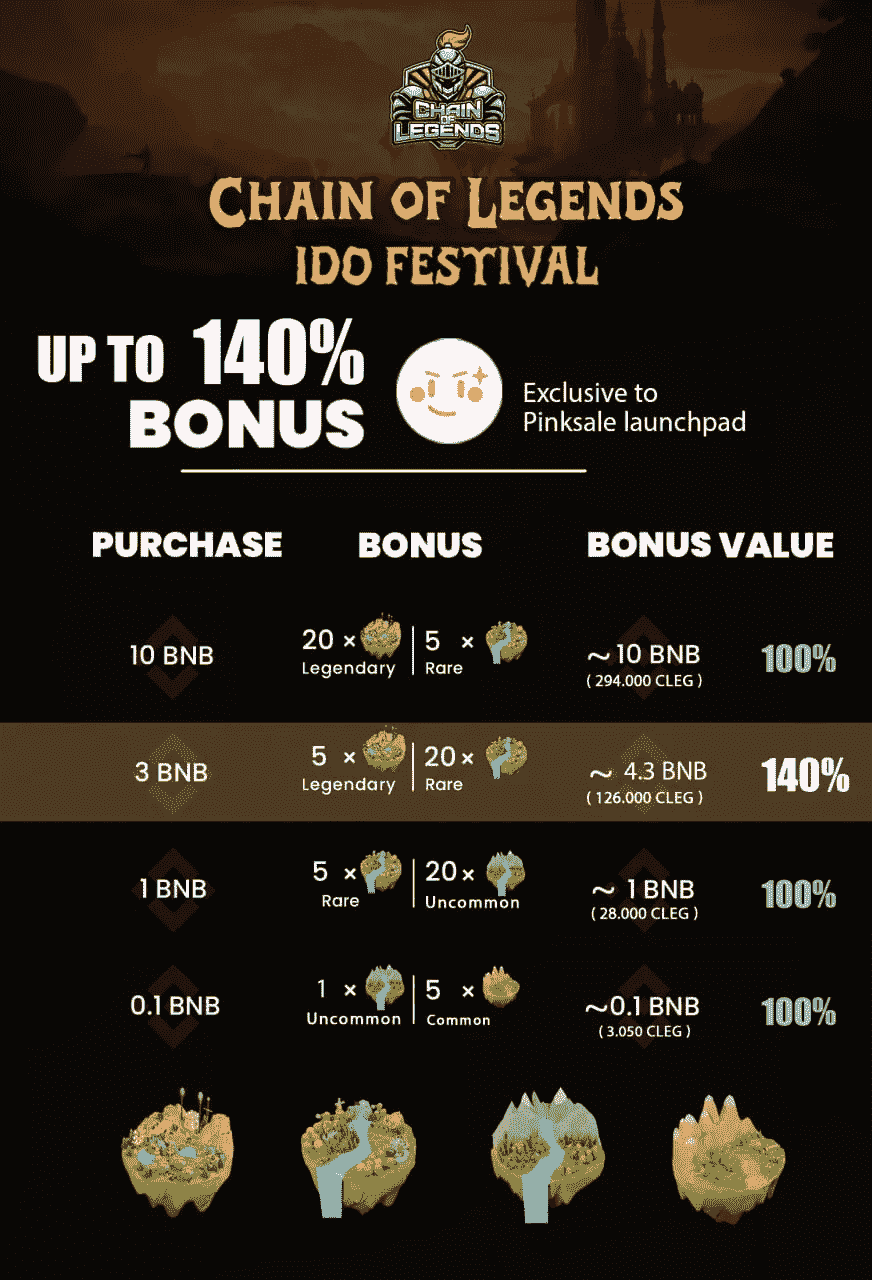 CHAIN
OF
LEGENDS
CHAIN OF LEGENDS
IDO FESTIVAL
UP TO 140%
BONUS
Exclusive to
Pinksale launchpad
PURCHASE BONUS BONUS VALUE
10 BNB 20 × 5 × ~ 10 BNB 100%
Legendary Rare ( 294.000 CLEG )
3 BNB 5 × 20 × ~ 4.3 BNB 140%
Legendary Rare ( 126.000 CLEG )
1 BNB 5 × 20 × ~ 1 BNB 100%
Rare Uncommon ( 28.000 CLEG )
0.1 BNB 1 × 5 × ~0.1 BNB 100%
Uncommon Common ( 3.050 CLEG )